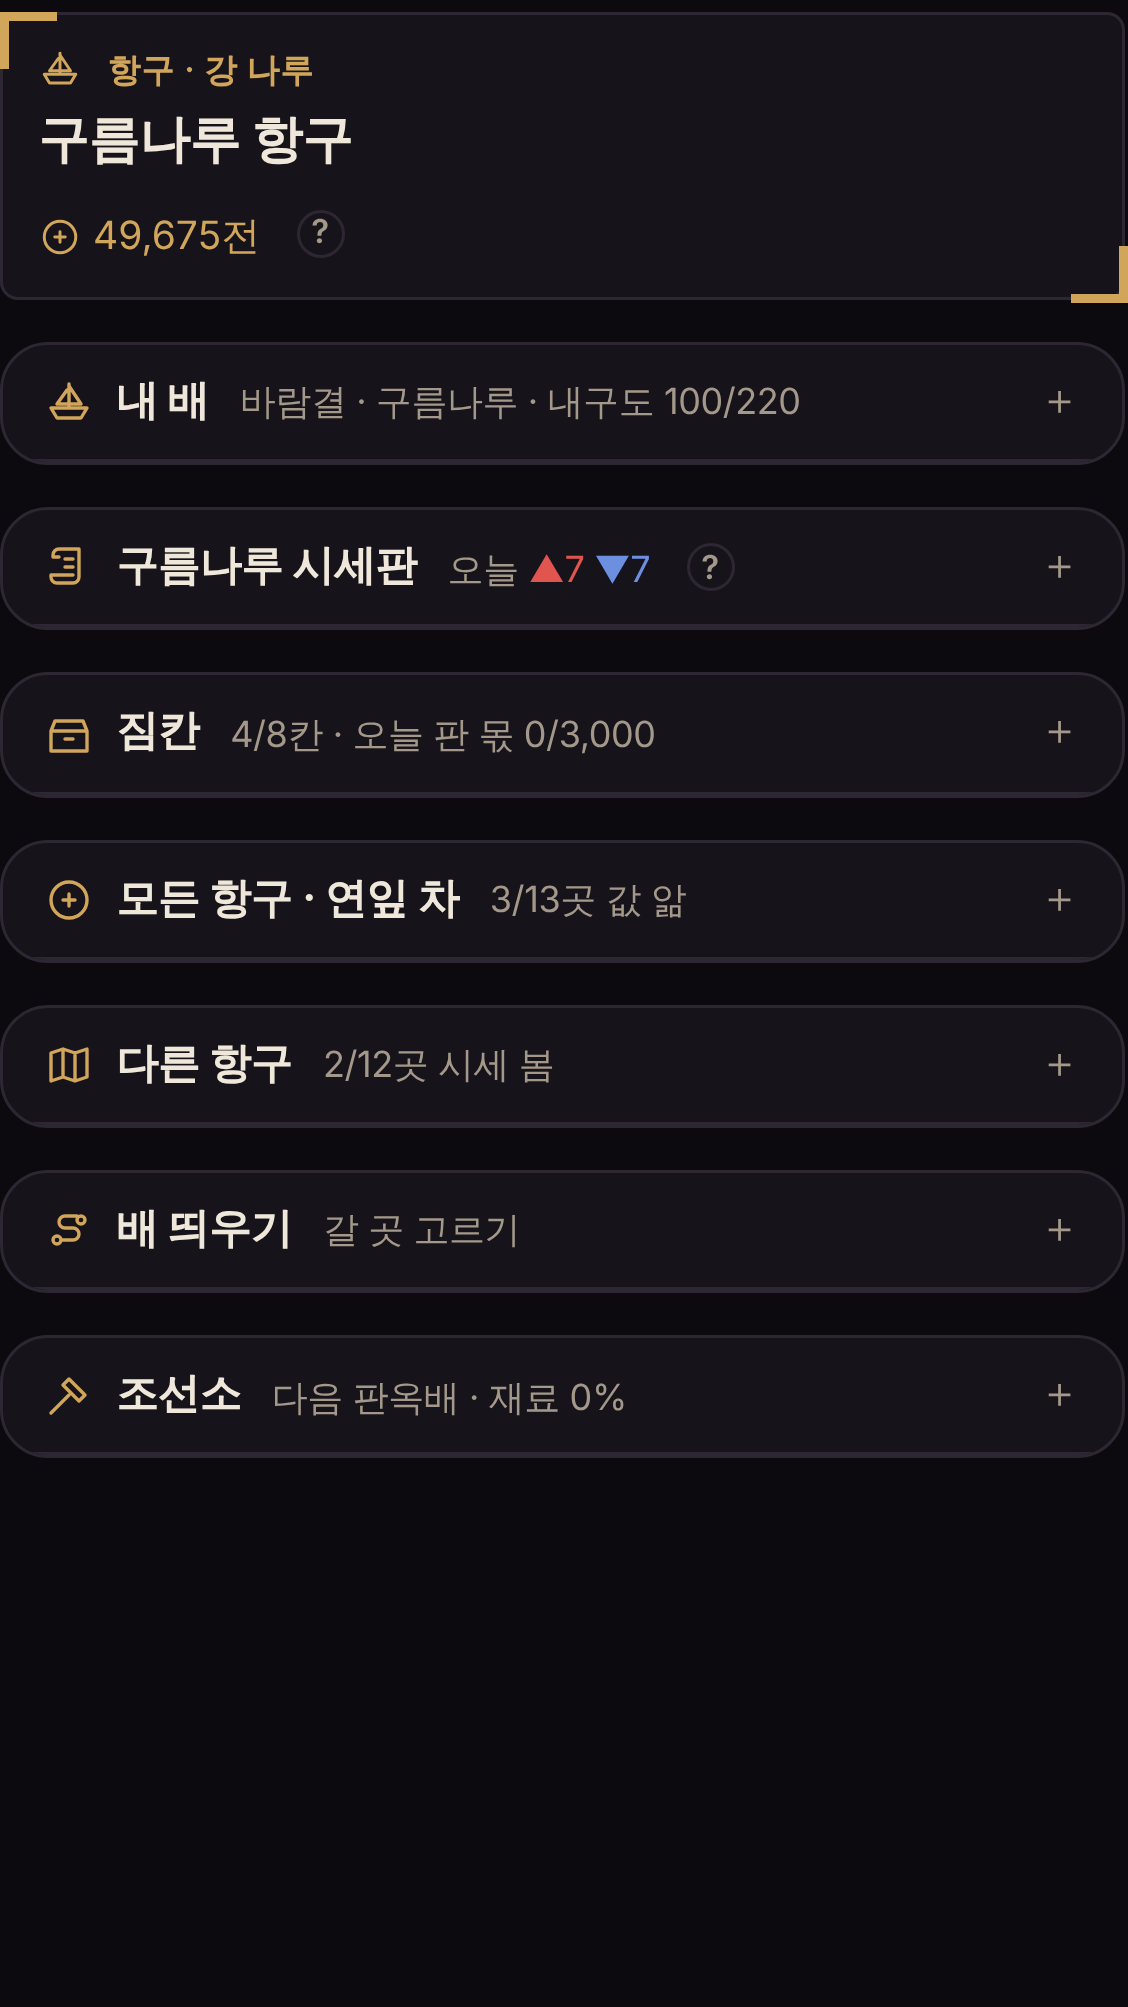 항구 · 강 나루
구름나루 항구
49,675전 ?
내 배 바람결 · 구름나루 · 내구도 100/220 +
구름나루 시세판 오늘 ▲7 ▼7 ? +
짐칸 4/8칸 · 오늘 판 몫 0/3,000 +
모든 항구 · 연잎 차 3/13곳 값 앎 +
다른 항구 2/12곳 시세 봄 +
배 띄우기 갈 곳 고르기 +
조선소 다음 판옥배 · 재료 0% +